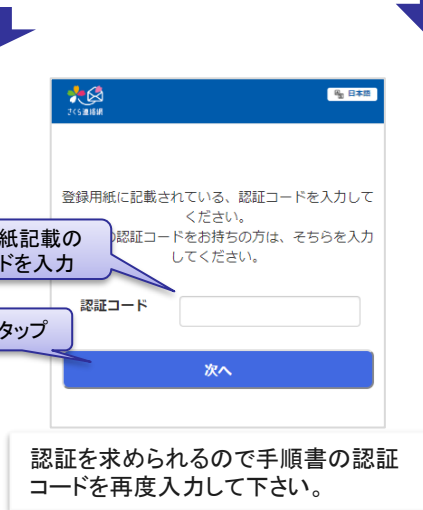 さくら連絡網
日本語
登録用紙に記載されている、認証コードを入力して
ください。
の認証コードをお持ちの方は、そちらを入力
してください。
紙記載の
ドを入力
認証コード
タップ
次へ
認証を求められるので手順書の認証
コードを再度入力して下さい。